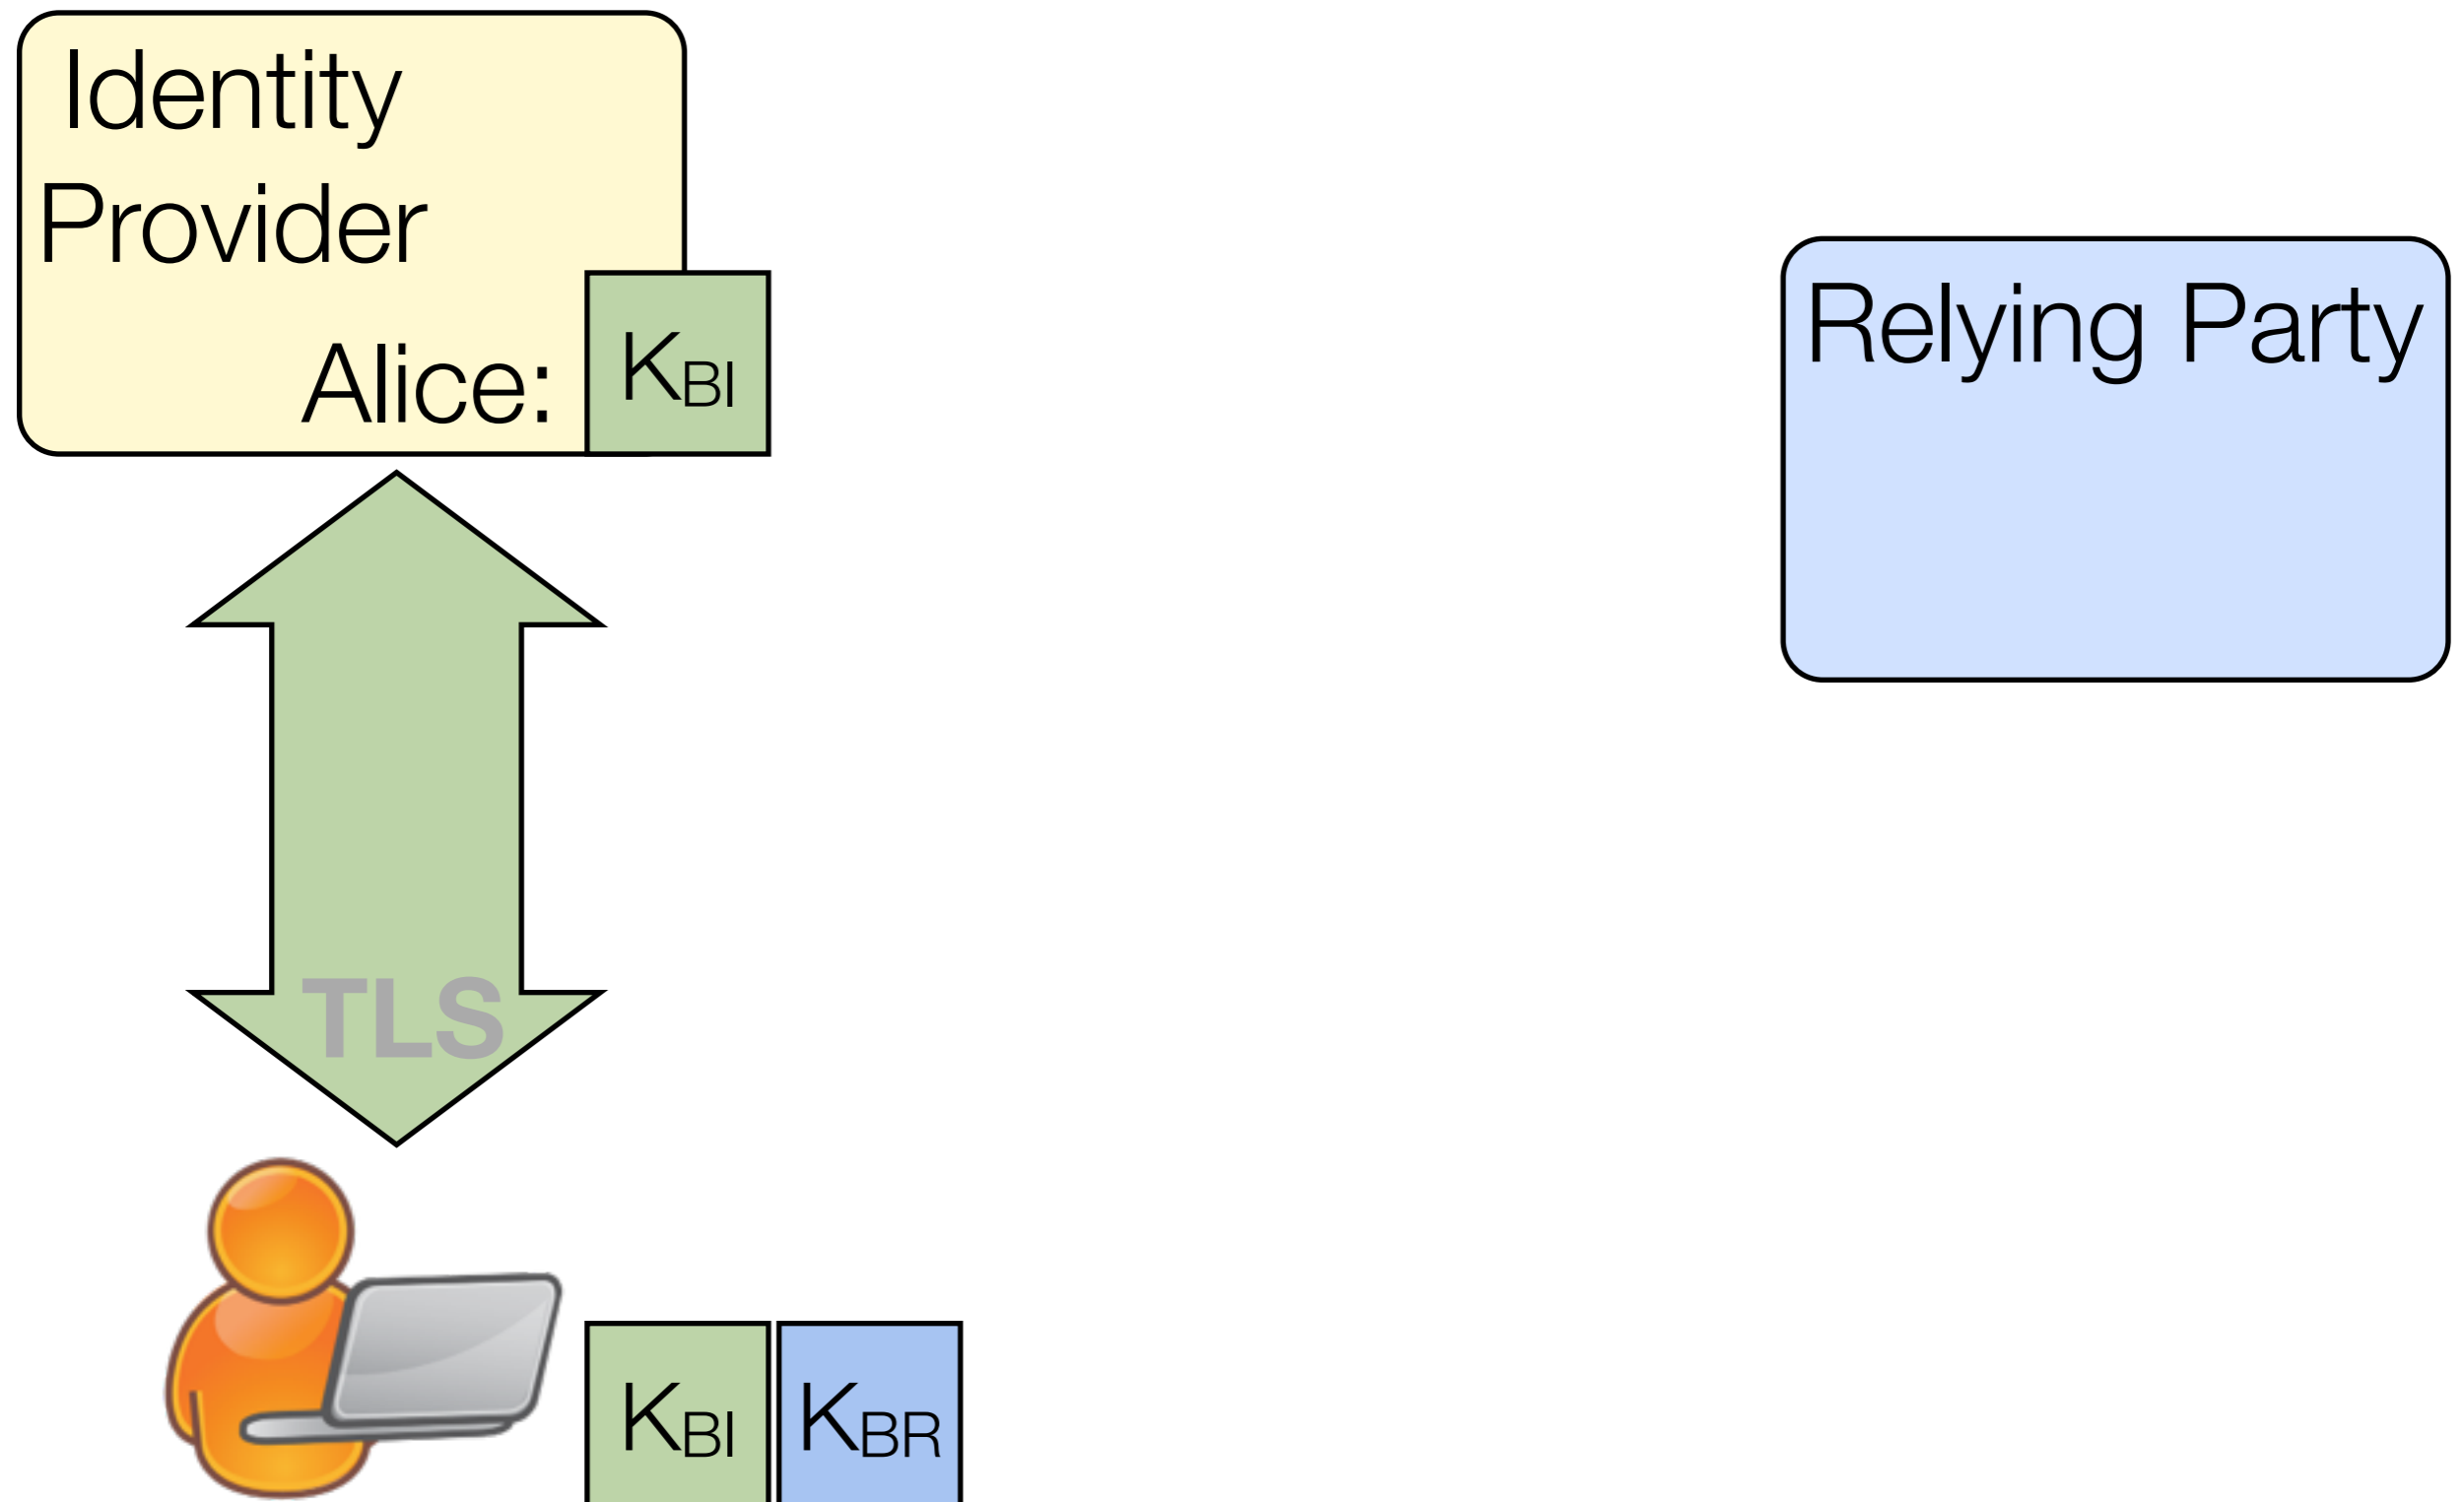 Identity
Provider
Alice:
KBI
Relying Party
TLS
KBI
KBR